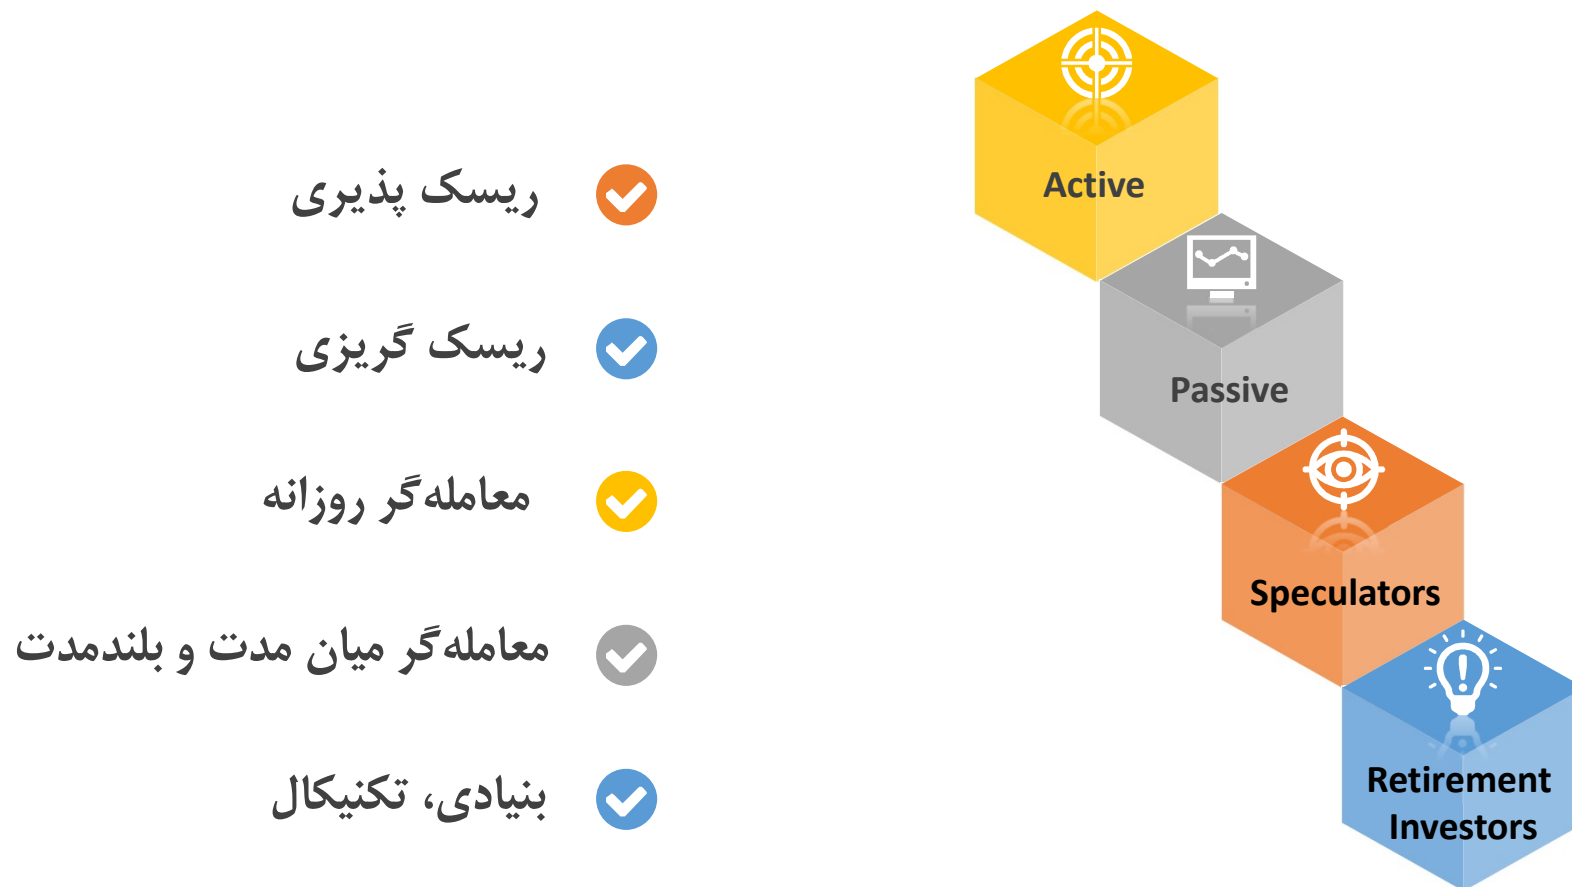 ریسک پذیری
ریسک گریزی
معامله‌گر روزانه
معامله‌گر میان مدت و بلندمدت
بنیادی، تکنیکال
Active
Passive
Speculators
Retirement
Investors